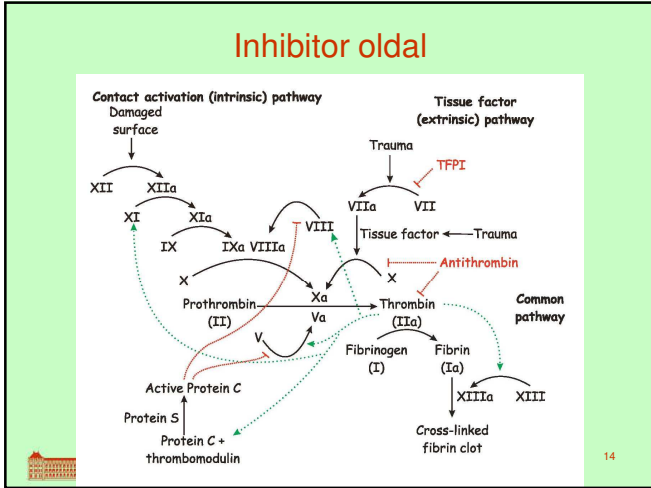 Inhibitor oldal
Contact activation (intrinsic) pathway
Damaged
surface
Tissue factor
(extrinsic) pathway
Trauma
TFPI
XII
XIIa
VIIa
VII
XI
XIa
VIII
Tissue factor
Trauma
IX
IXa
VIIIa
Antithrombin
X
X
Xa
Prothrombin
(II)
Thrombin
(IIa)
Common
pathway
Va
V
Fibrinogen
(I)
Fibrin
(Ia)
Active Protein C
XIIIa
XIII
Protein S
Cross-linked
fibrin clot
Protein C +
thrombomodulin
14